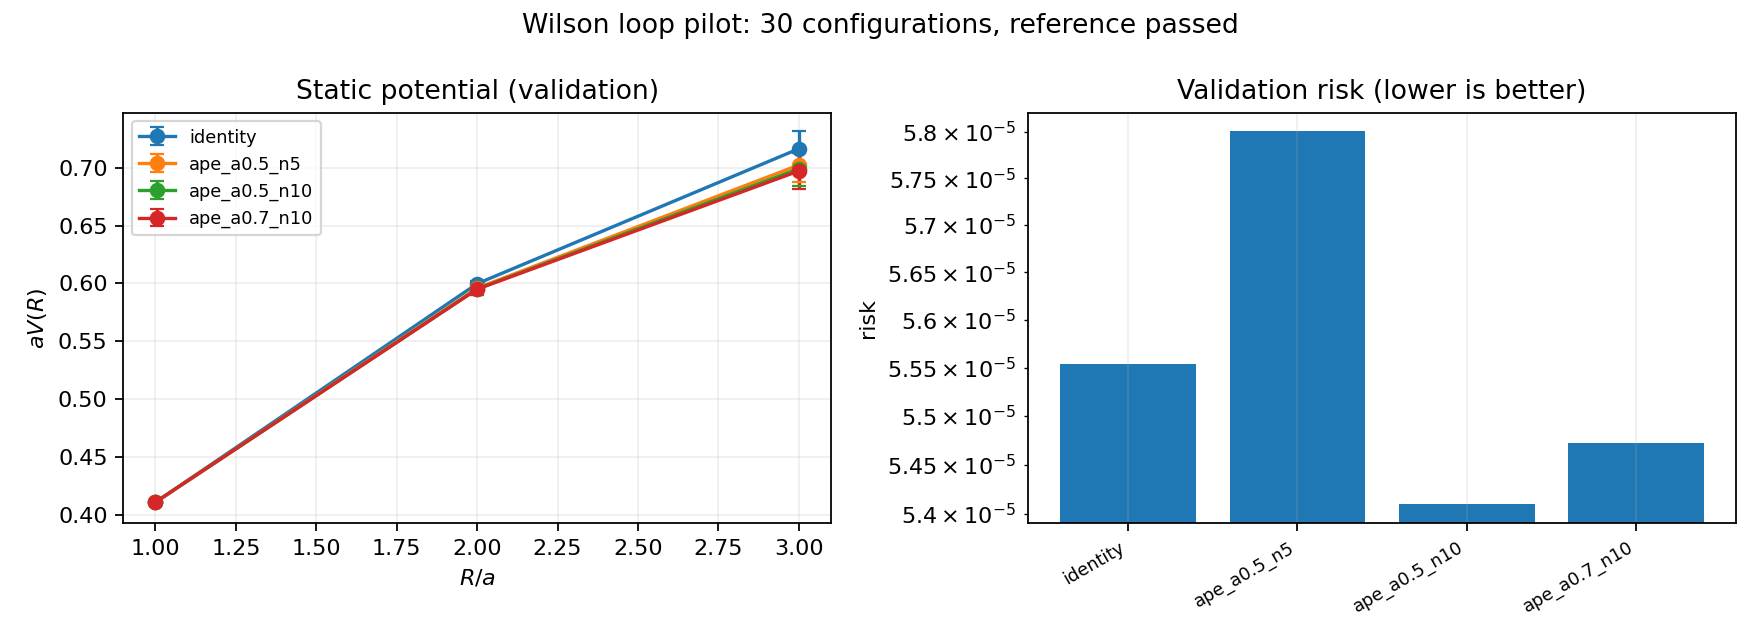 Wilson loop pilot: 30 configurations, reference passed
Static potential (validation)
identity
ape_a0.5_n5
ape_a0.5_n10
ape_a0.7_n10
0.70
0.65
0.60
0.55
0.50
0.45
0.40
aV(R)
1.00 1.25 1.50 1.75 2.00 2.25 2.50 2.75 3.00
R/a
Validation risk (lower is better)
5.8 × 10⁻⁵
5.75 × 10⁻⁵
5.7 × 10⁻⁵
5.65 × 10⁻⁵
5.6 × 10⁻⁵
5.55 × 10⁻⁵
5.5 × 10⁻⁵
5.45 × 10⁻⁵
5.4 × 10⁻⁵
risk
identity
ape_a0.5_n5
ape_a0.5_n10
ape_a0.7_n10